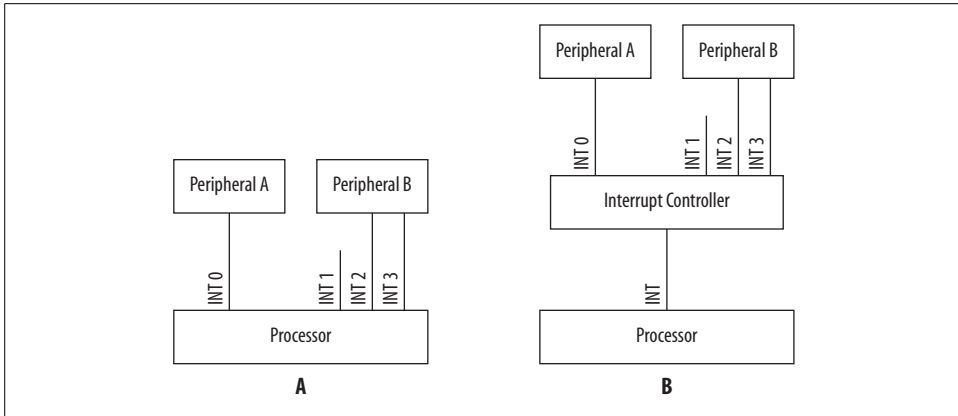 Peripheral A
Peripheral B
INT 0
INT 1
INT 2
INT 3
Processor
A
Peripheral A
Peripheral B
INT 0
INT 1
INT 2
INT 3
Interrupt Controller
INT
Processor
B